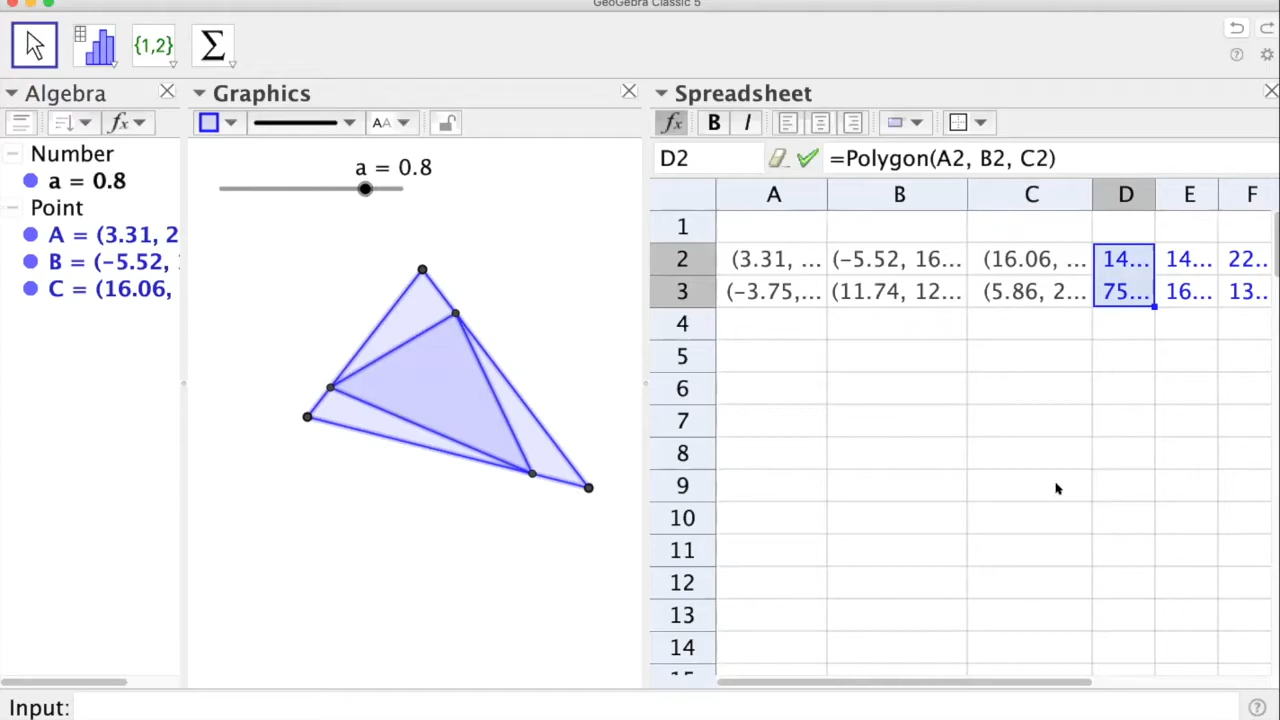 GeoGebra Classic 5
{1,2} Σ
Algebra
fx
Number
a = 0.8
Point
A = (3.31, 2
B = (−5.52,
C = (16.06,
Graphics
AA
a = 0.8
Spreadsheet
fx B I
D2 =Polygon(A2, B2, C2)
A B C D E F
1
2 (3.31, ... (−5.52, 16... (16.06, ... 14... 14... 22..
3 (−3.75,... (11.74, 12... (5.86, 2... 75... 16... 13..
4
5
6
7
8
9
10
11
12
13
14
Input: